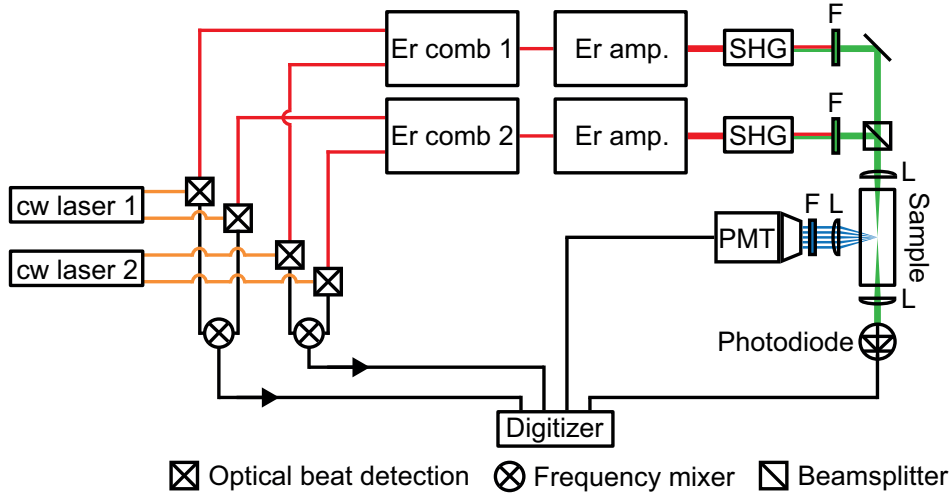 F
Er comb 1
Er amp.
SHG
F
Er comb 2
Er amp.
SHG
L
cw laser 1
F
L
PMT
Sample
cw laser 2
L
Photodiode
Digitizer
Optical beat detection
Frequency mixer
Beamsplitter